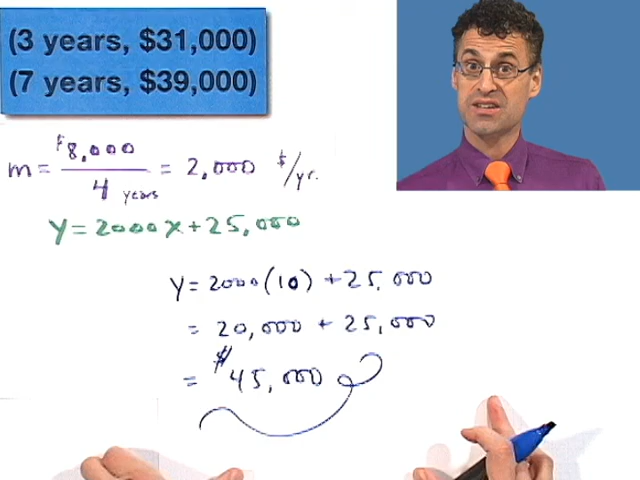 (3 years, $31,000)
(7 years, $39,000)
m = $8,000 / 4 years = 2,000 $/yr.
y = 2000x + 25,000
y = 2000(10) + 25,000
= 20,000 + 25,000
= $45,000